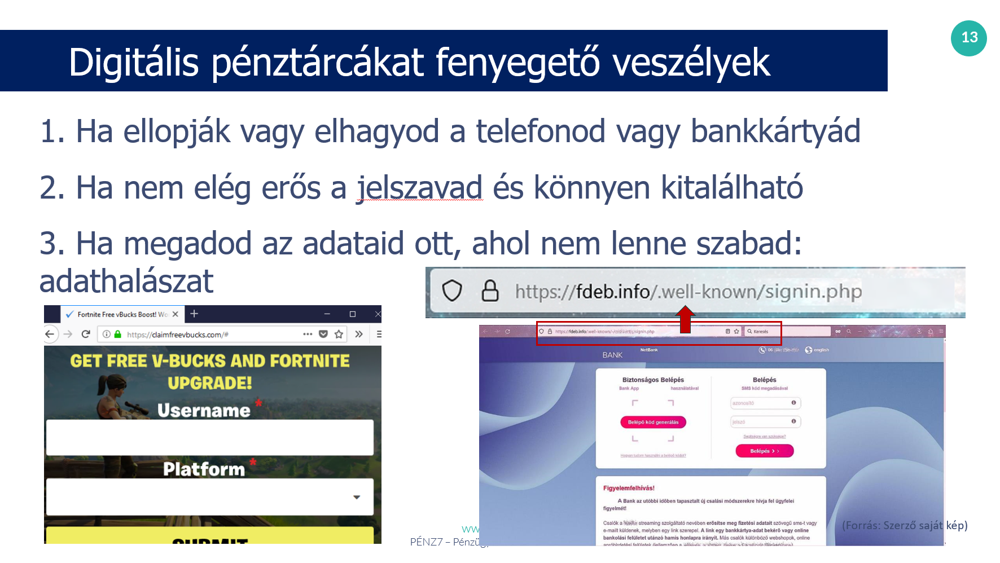 13
Digitális pénztárcákat fenyegető veszélyek
1. Ha ellopják vagy elhagyod a telefonod vagy bankkártyád
2. Ha nem elég erős a jelszavad és könnyen kitalálható
3. Ha megadod az adataid ott, ahol nem lenne szabad:
adathalászat
https://fdeb.info/.well-known/signin.php
Fortnite Free vBucks Boost! Wo
https://claimfreevbucks.com/#
GET FREE V-BUCKS AND FORTNITE
UPGRADE!
Username *
Platform *
SUBMIT
https://fdeb.info/.well-known/ signin.php
Keresés
100%
BANK
NetBank
06
english
Biztonságos Belépés
Bank App használatával
Belépő kód generálás
Hogyan tudom használni a belépő kódot?
Belépés
SMS kód megadásával
azonosító
jelszó
Segítségre van szüksége?
Belépés
Figyelemfelhívás!
A Bank az utóbbi időben tapasztalt új csalási módszerekre hívja fel ügyfelei
figyelmét!
Csalók a streaming szolgáltató nevében erősítse meg fizetési adatait szövegű sms-t vagy
e-mailt küldenek, melyben egy link szerepel. A link egy bankkártya-adat bekérő vagy online
bankolási felületet utánzó hamis honlapra irányít. Más csalók különböző webshopok, online
apróhirdetési felületek (jellemzően a
(Forrás: Szerző saját kép)
ww
PÉNZ7 – Pénzügy